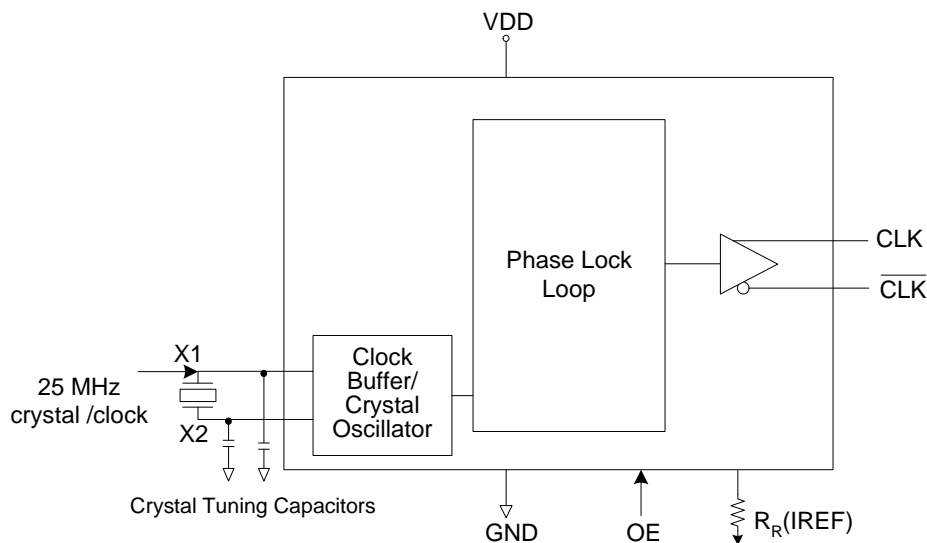 VDD
Phase Lock
Loop
CLK
CLK
X1
Clock
Buffer/
Crystal
Oscillator
25 MHz
crystal /clock
X2
Crystal Tuning Capacitors
GND
OE
RR(IREF)